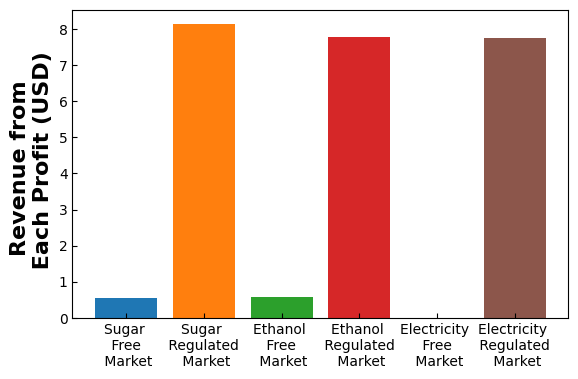 Revenue from
Each Profit (USD)
8
7
6
5
4
3
2
1
0
Sugar Sugar Ethanol Ethanol Electricity Electricity
Free Regulated Free Regulated Free Regulated
Market Market Market Market Market Market